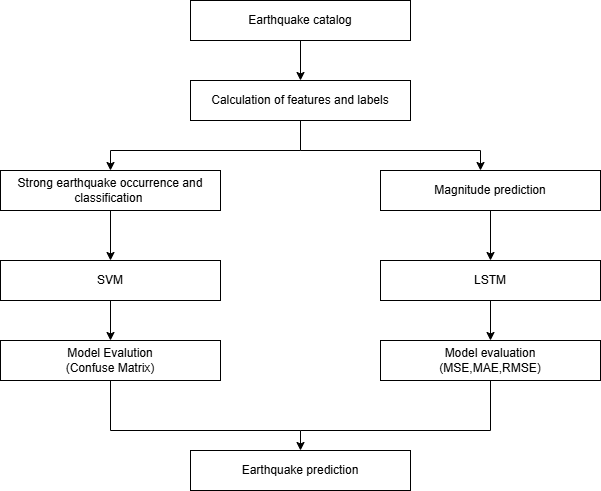 Earthquake catalog
Calculation of features and labels
Strong earthquake occurrence and
classification
Magnitude prediction
SVM
LSTM
Model Evalution
(Confuse Matrix)
Model evaluation
(MSE,MAE,RMSE)
Earthquake prediction